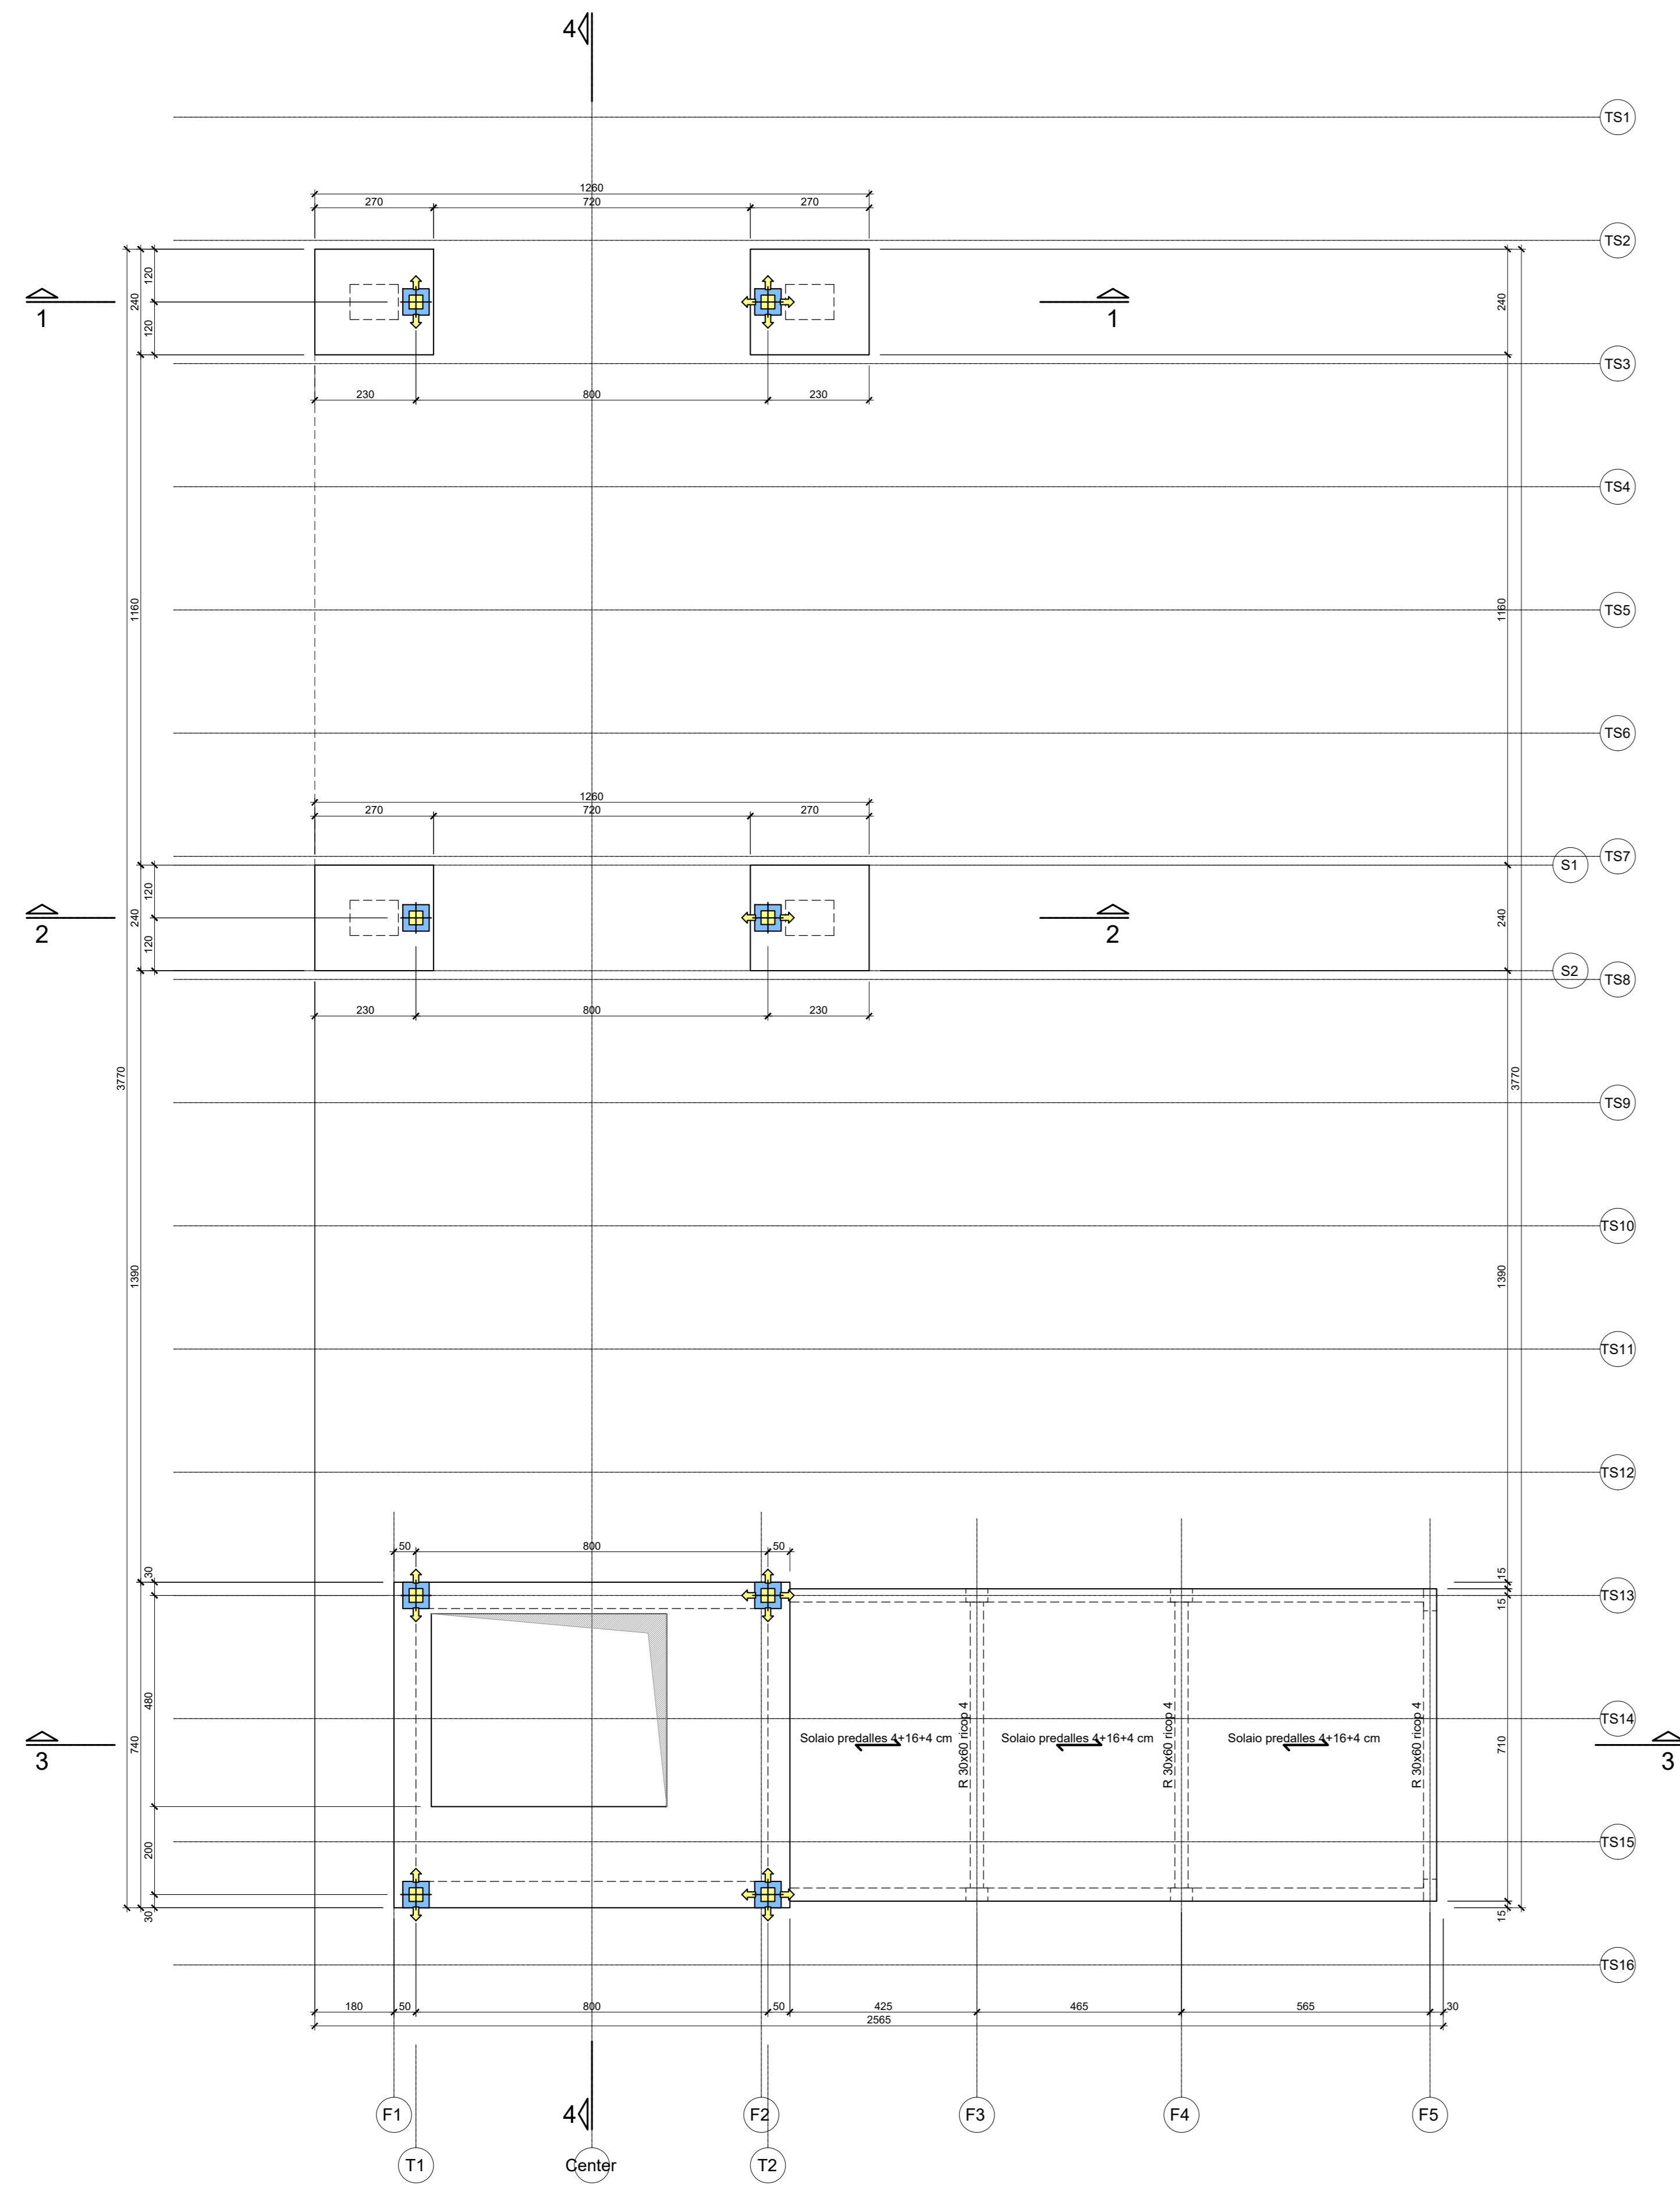 4
TS1
1260
270
720
270
TS2
120
240
120
240
1
1
TS3
230
800
230
TS4
1160
1160
TS5
TS6
1260
270
720
270
TS7
S1
120
240
120
240
2
2
S2
TS8
230
800
230
3770
3770
TS9
TS10
1390
1390
TS11
TS12
50
800
50
30
15
TS13
15
480
R 30x60 ricop 4
R 30x60 ricop 4
R 30x60 ricop 4
TS14
Solaio predalles 4+16+4 cm
Solaio predalles 4+16+4 cm
Solaio predalles 4+16+4 cm
740
710
3
3
200
TS15
30
15
TS16
180
50
800
50
425
465
565
30
2565
F1
4
F2
F3
F4
F5
T1
Center
T2